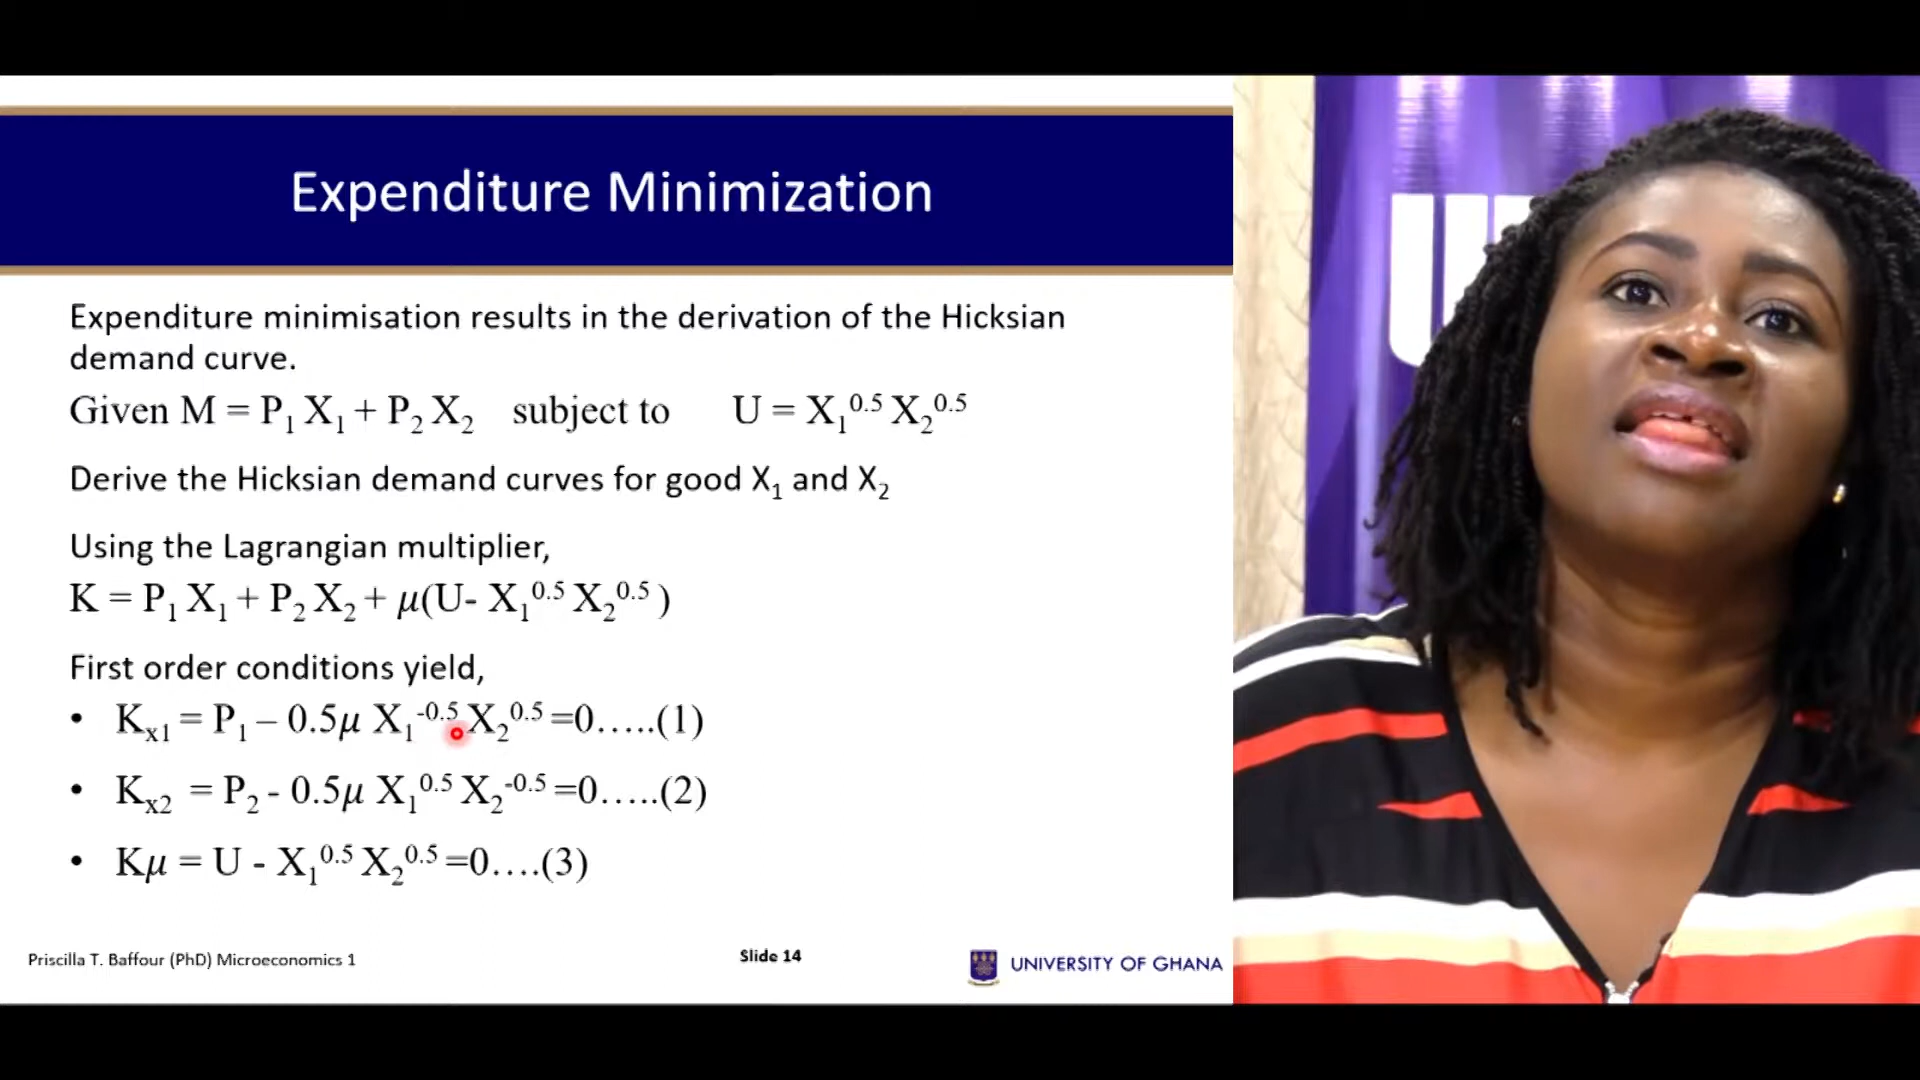 Expenditure Minimization
Expenditure minimisation results in the derivation of the Hicksian
demand curve.
Given M = P₁ X₁ + P₂ X₂ subject to U = X₁^0.5 X₂^0.5
Derive the Hicksian demand curves for good X₁ and X₂
Using the Lagrangian multiplier,
K = P₁ X₁ + P₂ X₂ + μ(U- X₁^0.5 X₂^0.5 )
First order conditions yield,
• Kₓ₁ = P₁ – 0.5μ X₁^-0.5 X₂^0.5 =0…..(1)
• Kₓ₂ = P₂ - 0.5μ X₁^0.5 X₂^-0.5 =0…..(2)
• Kμ = U - X₁^0.5 X₂^0.5 =0….(3)
Priscilla T. Baffour (PhD) Microeconomics 1
Slide 14
UNIVERSITY OF GHANA